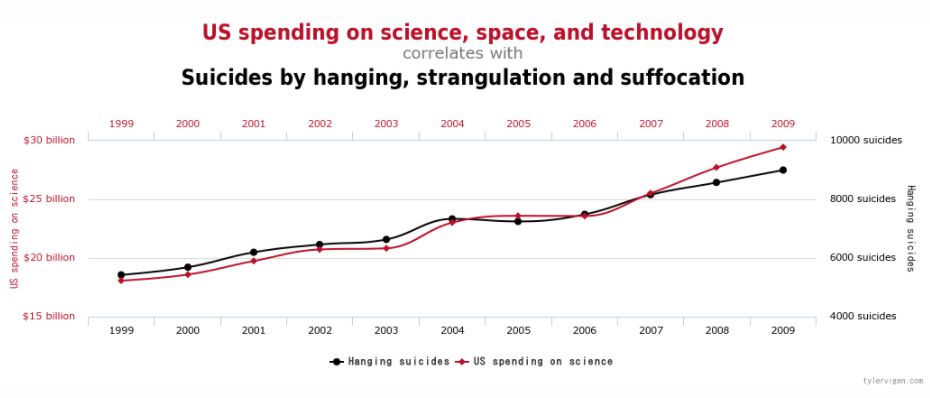 US spending on science, space, and technology
correlates with
Suicides by hanging, strangulation and suffocation
1999 2000 2001 2002 2003 2004 2005 2006 2007 2008 2009
$30 billion 10000 suicides
$25 billion 8000 suicides
$20 billion 6000 suicides
$15 billion 4000 suicides
US spending on science
Hanging suicides
1999 2000 2001 2002 2003 2004 2005 2006 2007 2008 2009
Hanging suicides US spending on science
tylervigen.com